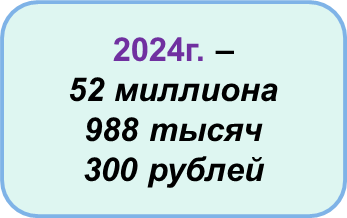 2024г. –
52 миллиона
988 тысяч
300 рублей